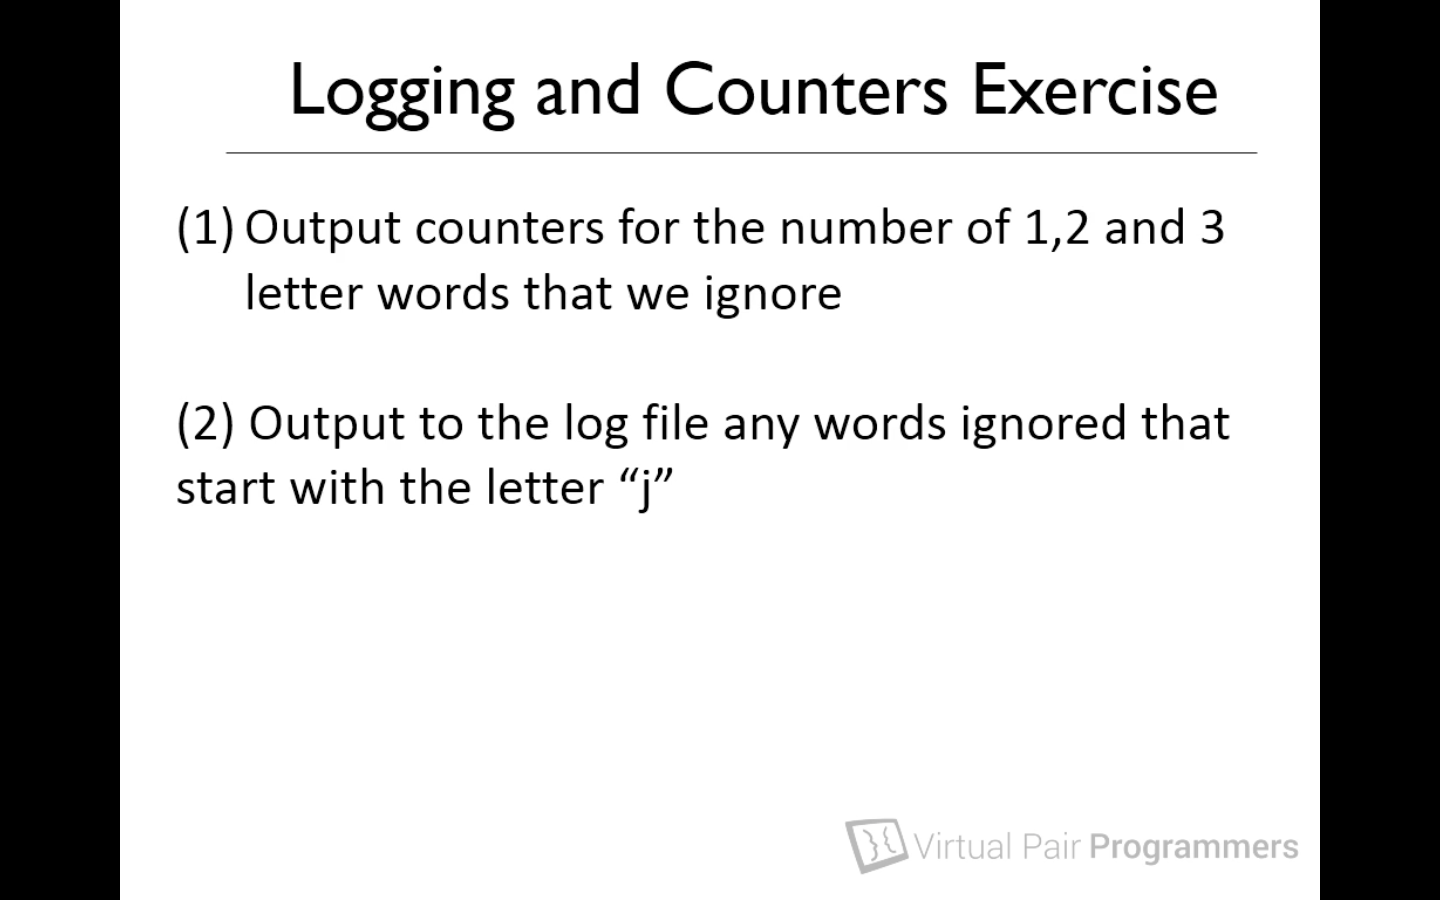 Logging and Counters Exercise
(1) Output counters for the number of 1,2 and 3
letter words that we ignore
(2) Output to the log file any words ignored that
start with the letter “j”
Virtual Pair Programmers